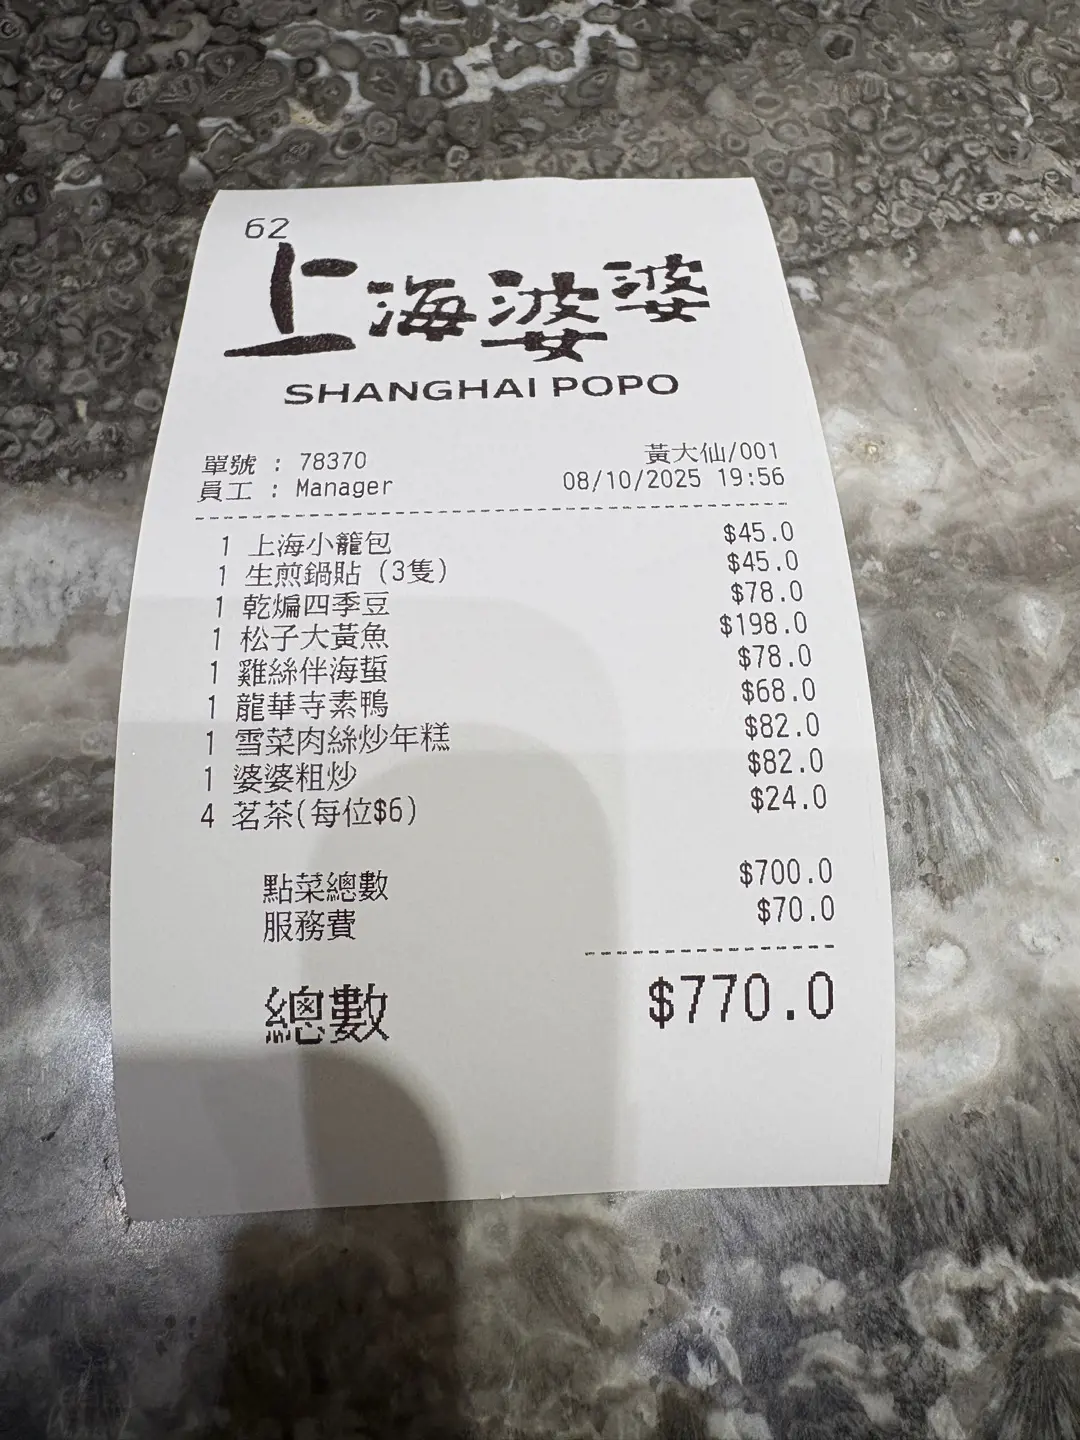 62
上海婆婆
SHANGHAI POPO
單號 : 78370 黃大仙/001
員工 : Manager 08/10/2025 19:56
1 上海小籠包 $45.0
1 生煎鍋貼 (3隻) $45.0
1 乾煸四季豆 $78.0
1 松子大黃魚 $198.0
1 雞絲伴海蜇 $78.0
1 龍華寺素鴨 $68.0
1 雪菜肉絲炒年糕 $82.0
1 婆婆粗炒 $82.0
4 茗茶(每位$6) $24.0
點菜總數 $700.0
服務費 $70.0
總數 $770.0